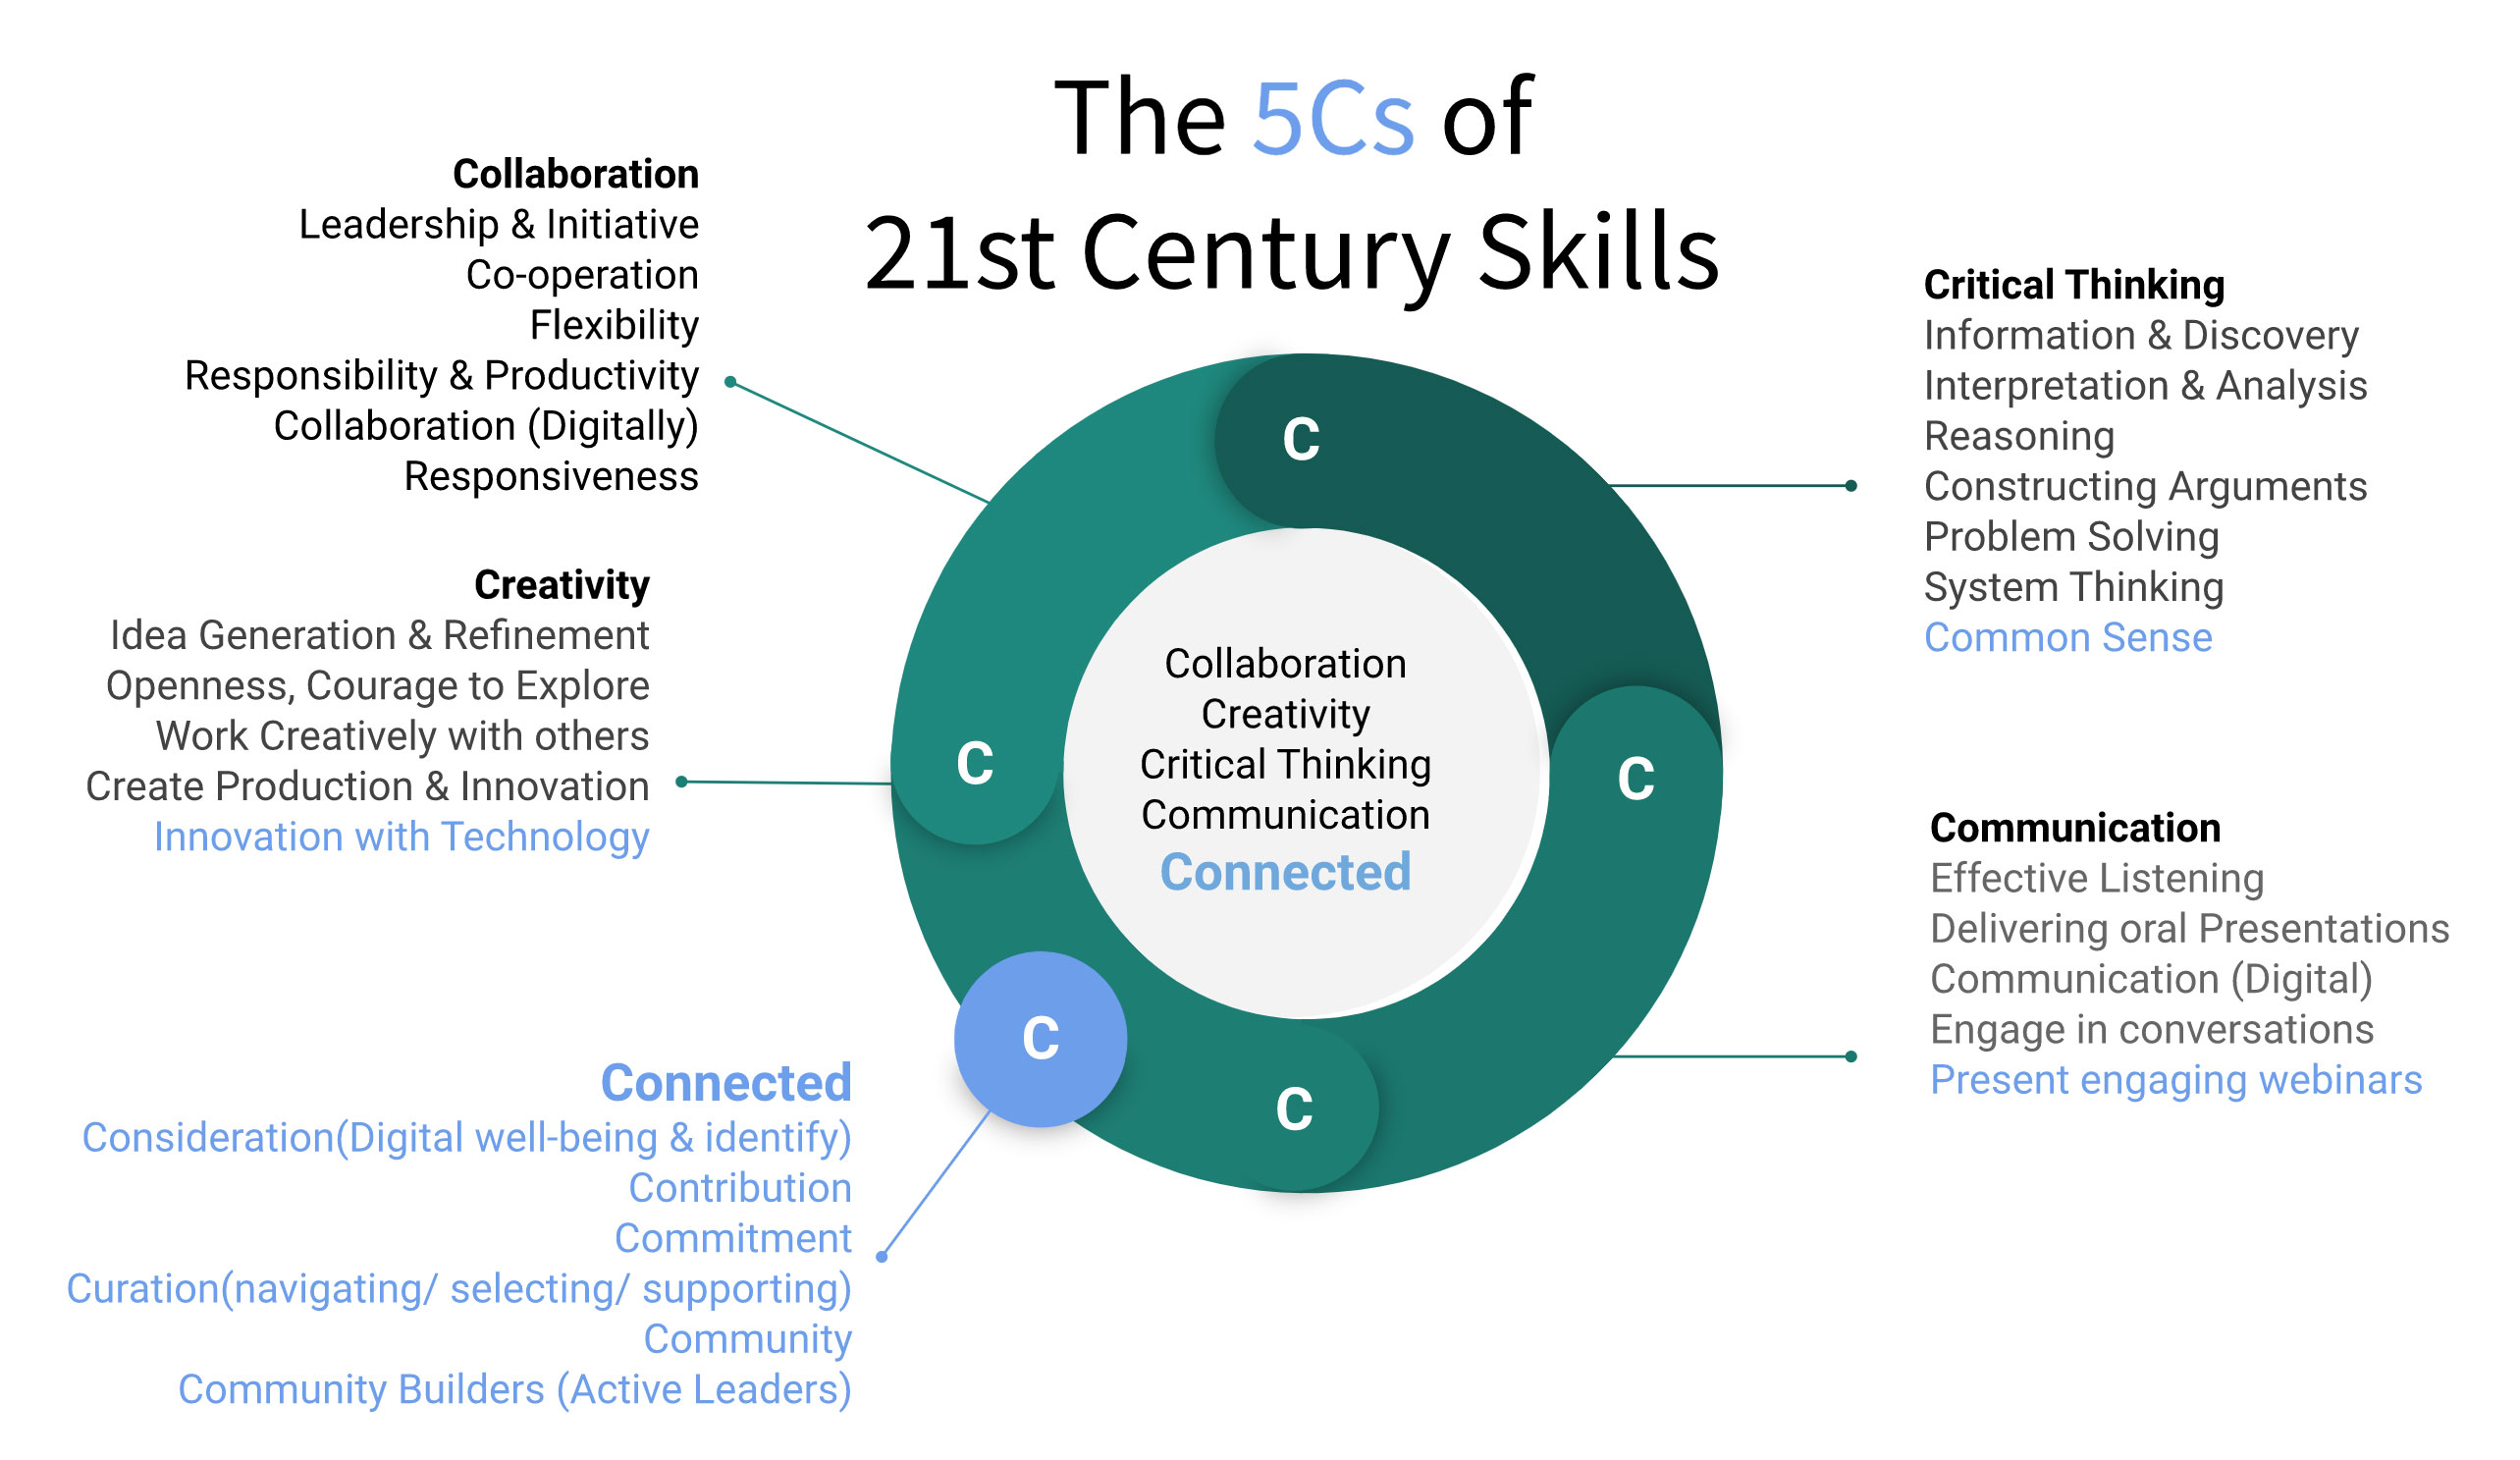 The 5Cs of
21st Century Skills
Collaboration
Leadership & Initiative
Co-operation
Flexibility
Responsibility & Productivity
Collaboration (Digitally)
Responsiveness
Creativity
Idea Generation & Refinement
Openness, Courage to Explore
Work Creatively with others
Create Production & Innovation
Innovation with Technology
Connected
Consideration(Digital well-being & identify)
Contribution
Commitment
Curation(navigating/ selecting/ supporting)
Community
Community Builders (Active Leaders)
C
C
C
C
C
Collaboration
Creativity
Critical Thinking
Communication
Connected
Critical Thinking
Information & Discovery
Interpretation & Analysis
Reasoning
Constructing Arguments
Problem Solving
System Thinking
Common Sense
Communication
Effective Listening
Delivering oral Presentations
Communication (Digital)
Engage in conversations
Present engaging webinars